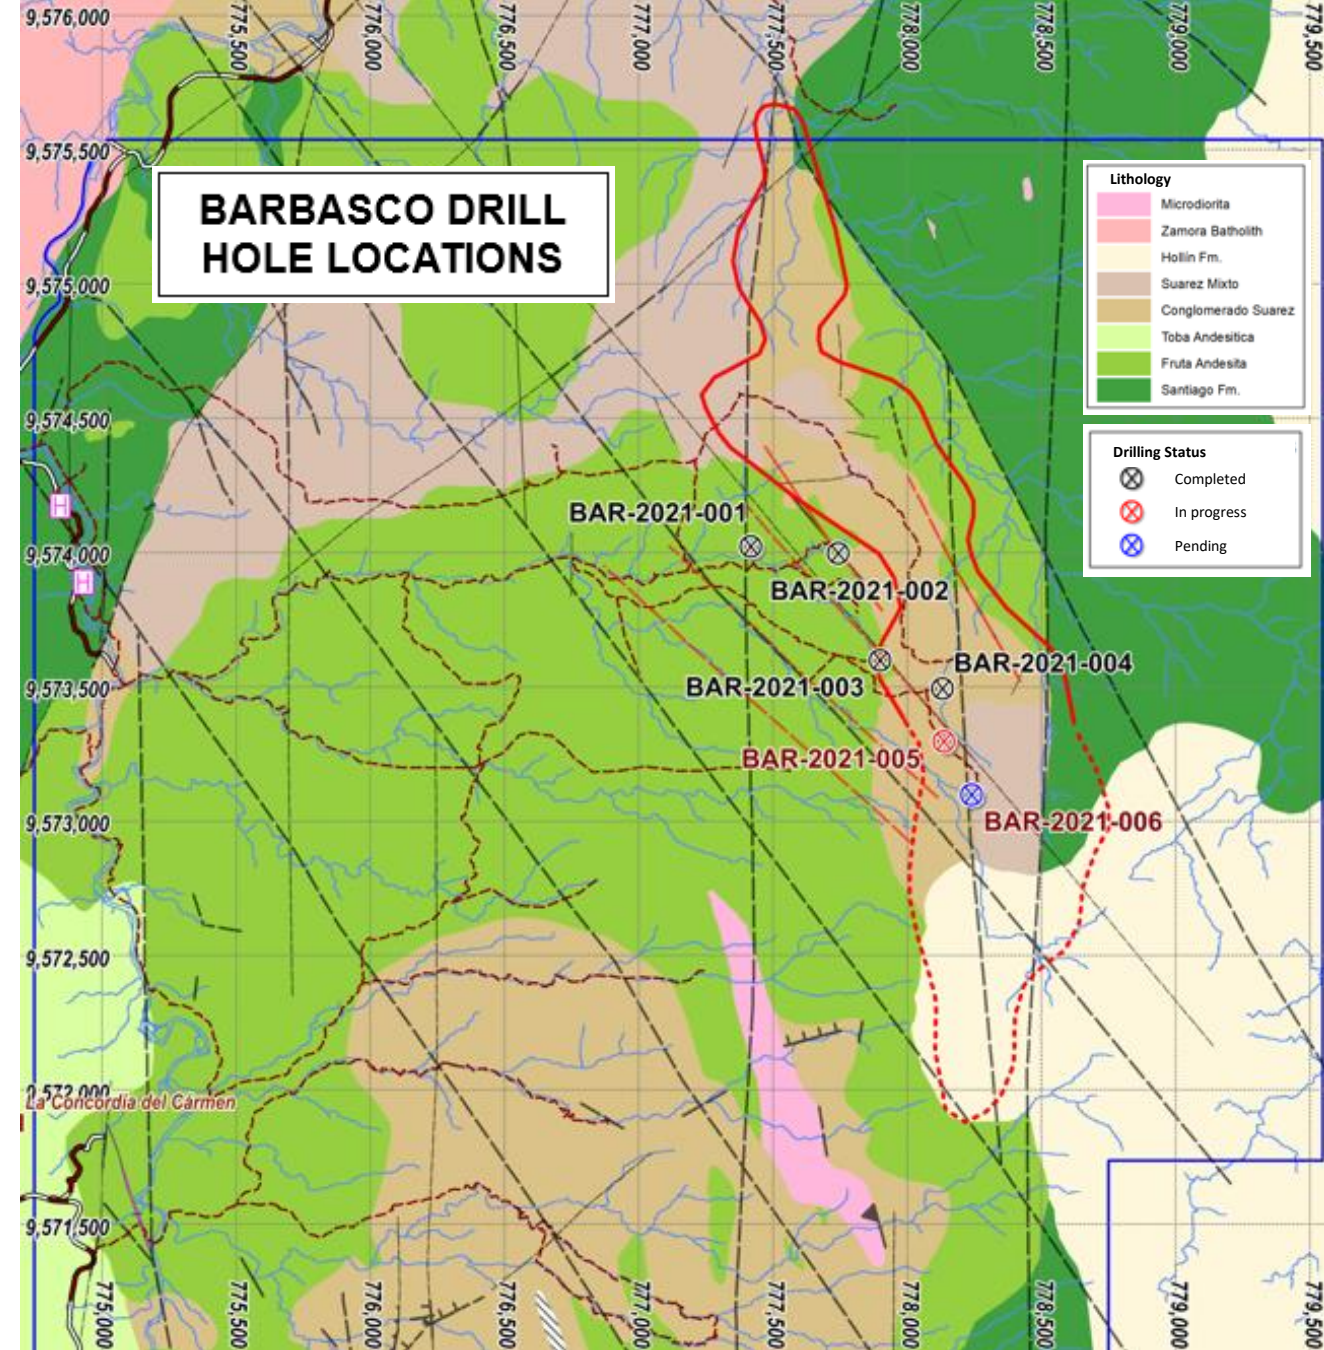 9,576,000
775,500
776,000
776,500
777,000
777,500
778,000
778,500
779,000
779,500
9,575,500
BARBASCO DRILL
HOLE LOCATIONS
Lithology
Microdiorita
Zamora Batholith
Hollín Fm.
Suarez Mixto
Conglomerado Suarez
Toba Andesitica
Fruta Andesita
Santiago Fm.
9,575,000
9,574,500
Drilling Status
Completed
In progress
Pending
H
BAR-2021-001
9,574,000
H
BAR-2021-002
BAR-2021-004
9,573,500
BAR-2021-003
BAR-2021-005
9,573,000
BAR-2021-006
9,572,500
9,572,000
La Concordia del Carmen
9,571,500
775,000
775,500
776,000
776,500
777,000
777,500
778,000
778,500
779,000
779,500